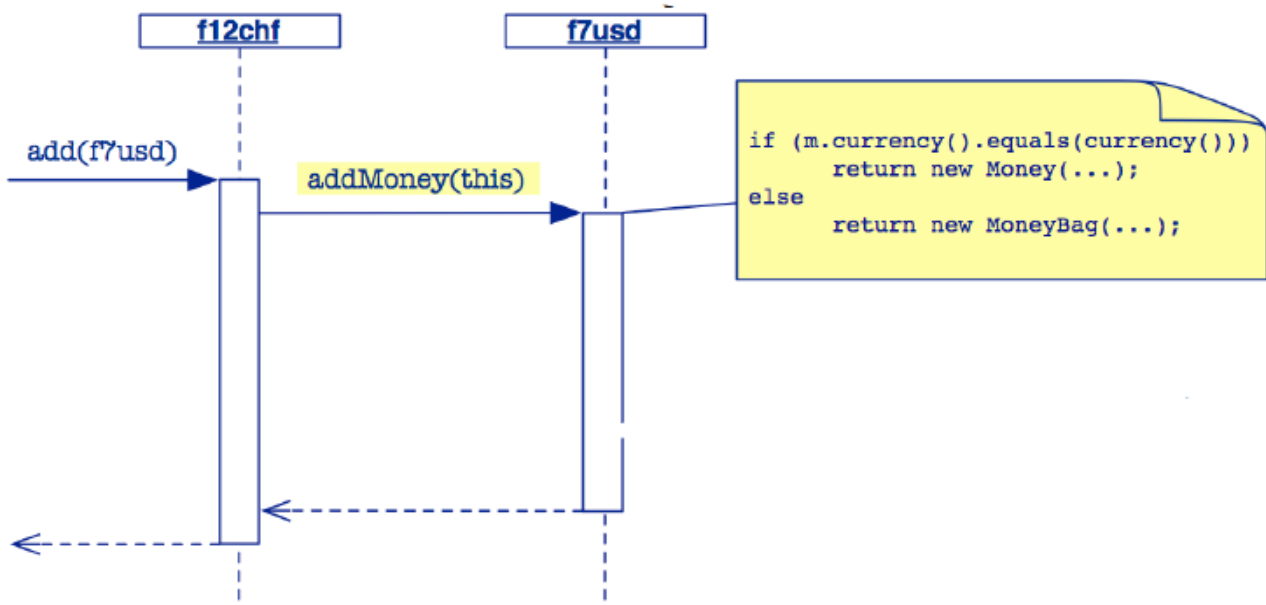 f12chf
f7usd
add(f7usd)
addMoney(this)
if (m.currency().equals(currency()))
return new Money(...);
else
return new MoneyBag(...);